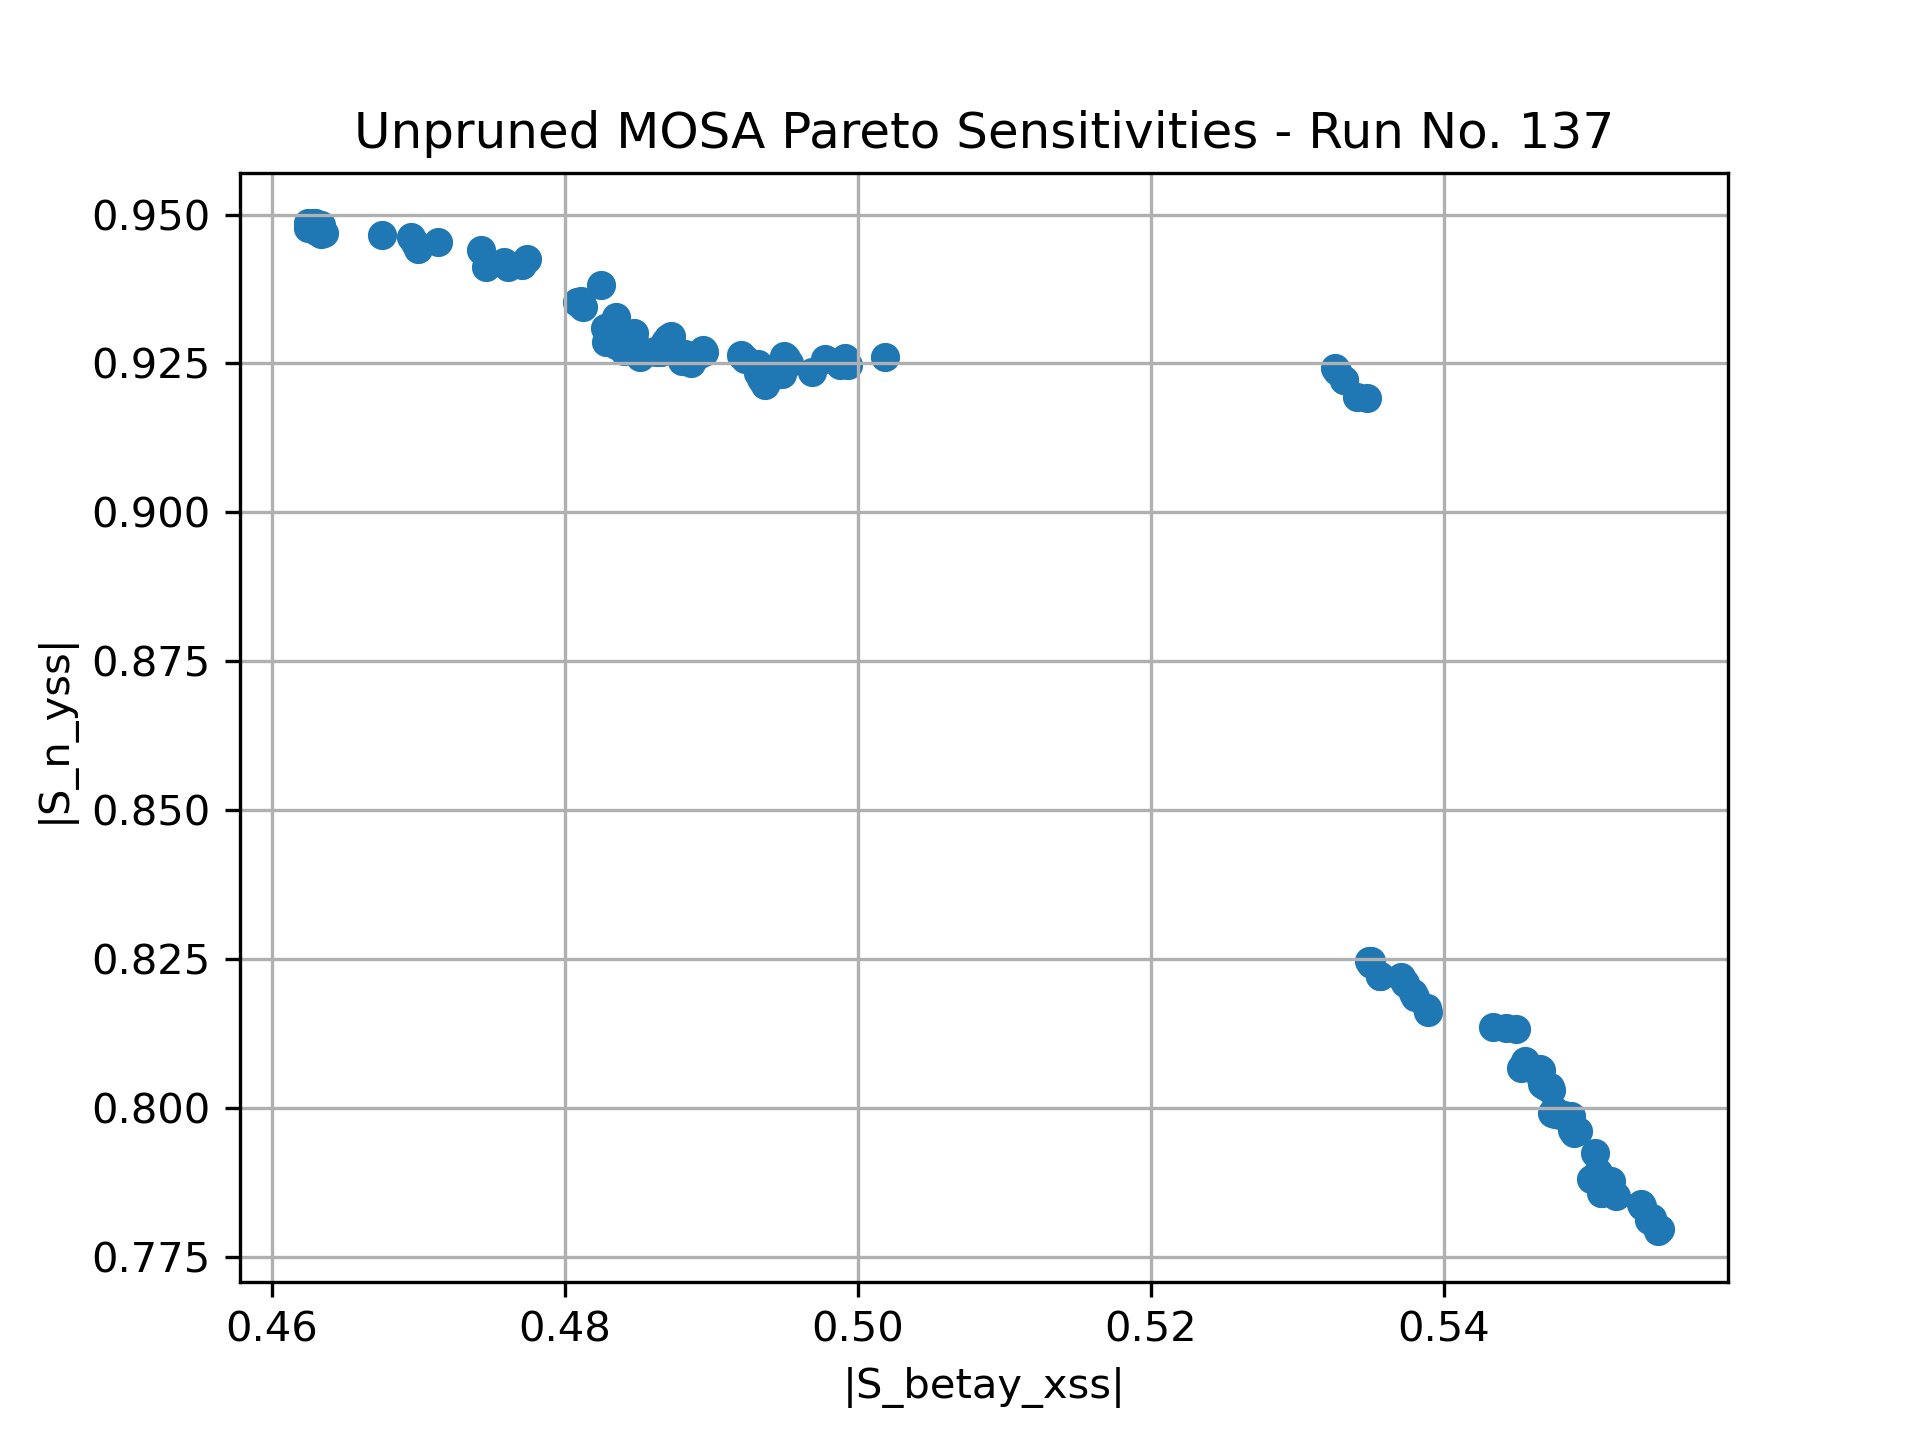 Unpruned MOSA Pareto Sensitivities - Run No. 137
0.950
0.925
0.900
0.875
0.850
0.825
0.800
0.775
|S_n_yss|
0.46 0.48 0.50 0.52 0.54
|S_betay_xss|